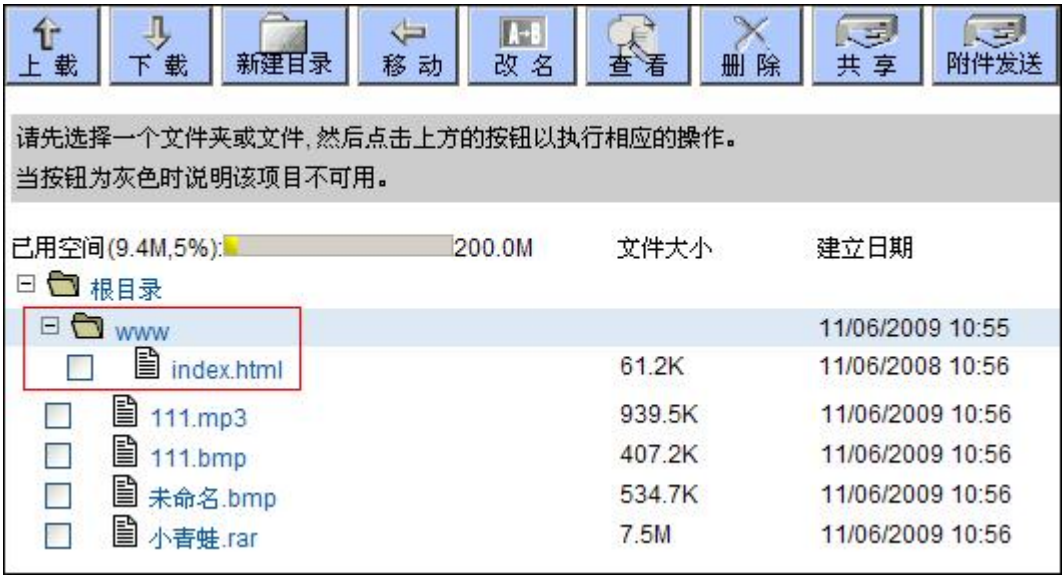 上 载 下 载 新建目录 移 动 改 名 查 看 删 除 共 享 附件发送
请先选择一个文件夹或文件, 然后点击上方的按钮以执行相应的操作。
当按钮为灰色时说明该项目不可用。
已用空间(9.4M,5%): 200.0M 文件大小 建立日期
根目录
www 11/06/2009 10:55
index.html 61.2K 11/06/2008 10:56
111.mp3 939.5K 11/06/2009 10:56
111.bmp 407.2K 11/06/2009 10:56
未命名.bmp 534.7K 11/06/2009 10:56
小青蛙.rar 7.5M 11/06/2009 10:56